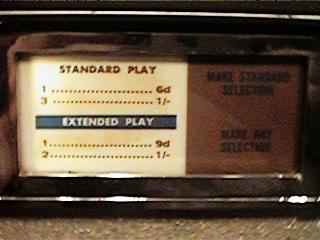 STANDARD PLAY
1 .................... 6d
3 .................... 1/-
EXTENDED PLAY
1 .................... 9d
2 .................... 1/-
MAKE STANDARD
SELECTION
MAKE ANY
SELECTION